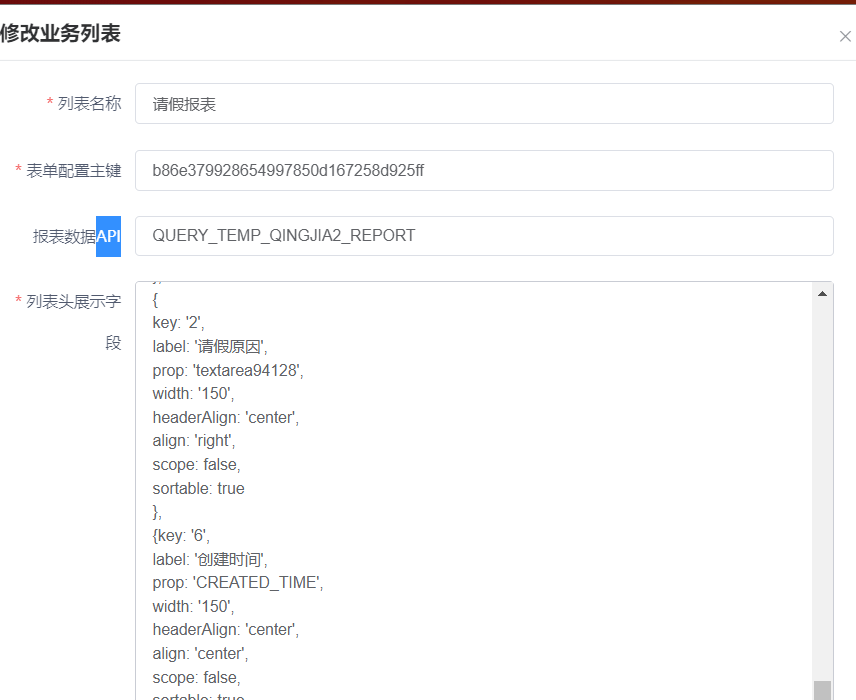 修改业务列表
* 列表名称
请假报表
* 表单配置主键
b86e379928654997850d167258d925ff
报表数据API
QUERY_TEMP_QINGJIA2_REPORT
* 列表头展示字
段
{
key: '2',
label: '请假原因',
prop: 'textarea94128',
width: '150',
headerAlign: 'center',
align: 'right',
scope: false,
sortable: true
},
{key: '6',
label: '创建时间',
prop: 'CREATED_TIME',
width: '150',
headerAlign: 'center',
align: 'center',
scope: false,
sortable: true